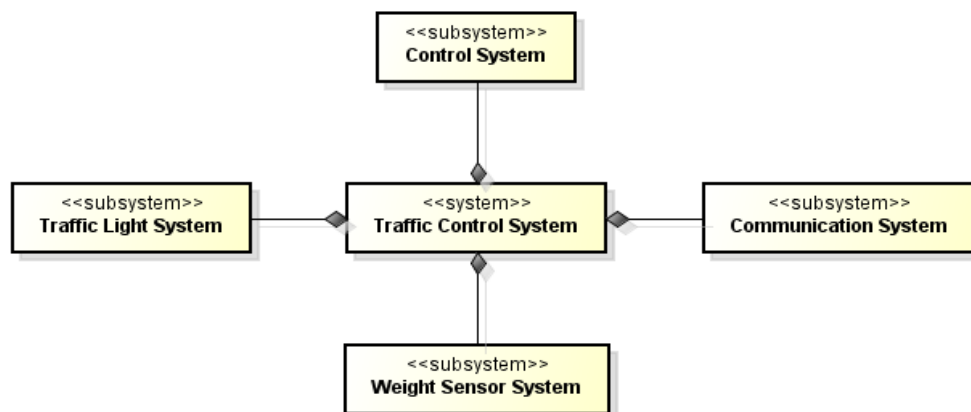 <<subsystem>>
Control System
<<subsystem>>
Traffic Light System
<<system>>
Traffic Control System
<<subsystem>>
Communication System
<<subsystem>>
Weight Sensor System